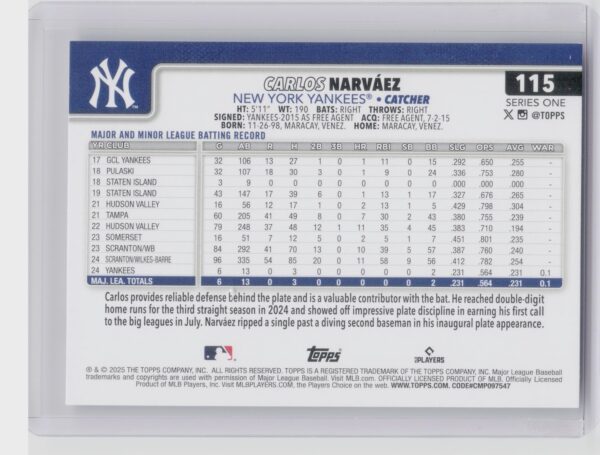 NY
CARLOS NARVÁEZ
115
NEW YORK YANKEES® • CATCHER
SERIES ONE
HT: 5'11" WT: 190 BATS: RIGHT THROWS: RIGHT
@TOPPS
SIGNED: YANKEES-2015 AS FREE AGENT ACQ: FREE AGENT, 7-2-15
BORN: 11-26-98, MARACAY, VENEZ. HOME: MARACAY, VENEZ.
MAJOR AND MINOR LEAGUE BATTING RECORD
YR CLUB G AB R H 2B 3B HR RBI SB BB SLG OPS AVG WAR
17 GCL YANKEES 32 106 13 27 1 0 1 11 0 15 .292 .650 .255 -
18 PULASKI 32 107 18 30 3 0 1 9 0 24 .336 .753 .280 -
18 STATEN ISLAND 3 9 0 0 0 0 0 0 0 0 -
19 STATEN ISLAND 43 147 17 39 6 0 1 13 1 17 .327 .676 .265 -
21 HUDSON VALLEY 16 56 12 17 1 0 2 13 1 5 .429 .798 .304 -
21 TAMPA 60 205 41 49 8 0 7 30 2 43 .380 .755 .239 -
22 HUDSON VALLEY 79 248 37 48 12 1 11 35 4 45 .383 .710 .194 -
23 SOMERSET 16 51 7 12 5 0 2 5 1 7 .451 .801 .235 -
23 SCRANTON/WB 84 292 41 70 13 0 10 39 5 57 .387 .760 .240 -
24 SCRANTON/WILKES-BARRE 96 335 54 85 20 0 11 58 9 56 .412 .782 .254 -
24 YANKEES 6 13 0 3 0 0 0 0 0 2 .231 .564 .231 0.1
MAJ. LEA. TOTALS 6 13 0 3 0 0 0 0 0 2 .231 .564 .231 0.1
Carlos provides reliable defense behind the plate and is a valuable contributor with the bat. He reached double-digit
home runs for the third straight season in 2024 and showed off impressive plate discipline in earning his first call
to the big leagues in July. Narváez ripped a single past a diving second baseman in his inaugural plate appearance.
Topps
PLAYERS
® & © 2025 THE TOPPS COMPANY, INC. ALL RIGHTS RESERVED. TOPPS IS A REGISTERED TRADEMARK OF THE TOPPS COMPANY, INC. Major League Baseball
trademarks and copyrights are used with permission of Major League Baseball. Visit MLB.com. OFFICIALLY LICENSED PRODUCT OF MLB. Officially Licensed
Product of MLB Players, Inc. Visit MLBPLAYERS.COM, the Players Choice on the web. WWW.TOPPS.COM. CODE#CMP097547